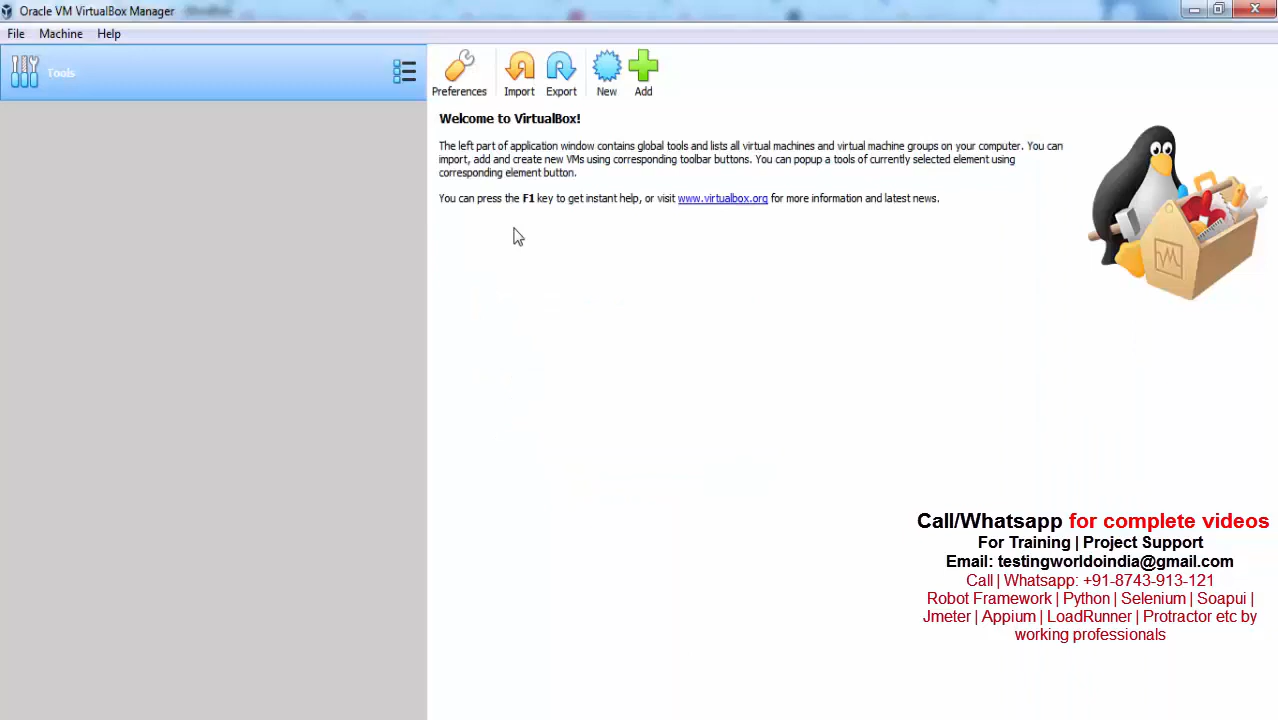 Oracle VM VirtualBox Manager
File Machine Help
Tools
Preferences Import Export New Add
Welcome to VirtualBox!
The left part of application window contains global tools and lists all virtual machines and virtual machine groups on your computer. You can
import, add and create new VMs using corresponding toolbar buttons. You can popup a tools of currently selected element using
corresponding element button.
You can press the F1 key to get instant help, or visit www.virtualbox.org for more information and latest news.
Call/Whatsapp for complete videos
For Training | Project Support
Email: testingworldoindia@gmail.com
Call | Whatsapp: +91-8743-913-121
Robot Framework | Python | Selenium | Soapui |
Jmeter | Appium | LoadRunner | Protractor etc by
working professionals